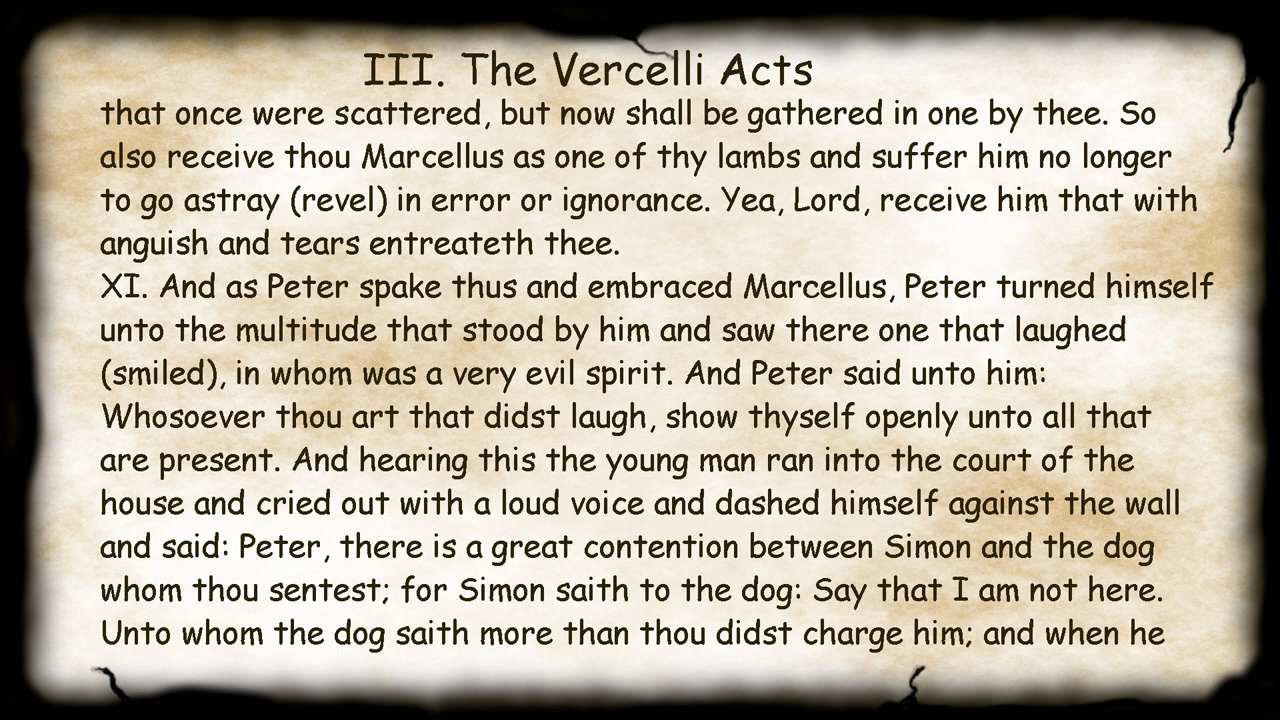 III. The Vercelli Acts
that once were scattered, but now shall be gathered in one by thee. So
also receive thou Marcellus as one of thy lambs and suffer him no longer
to go astray (revel) in error or ignorance. Yea, Lord, receive him that with
anguish and tears entreateth thee.
XI. And as Peter spake thus and embraced Marcellus, Peter turned himself
unto the multitude that stood by him and saw there one that laughed
(smiled), in whom was a very evil spirit. And Peter said unto him:
Whosoever thou art that didst laugh, show thyself openly unto all that
are present. And hearing this the young man ran into the court of the
house and cried out with a loud voice and dashed himself against the wall
and said: Peter, there is a great contention between Simon and the dog
whom thou sentest; for Simon saith to the dog: Say that I am not here.
Unto whom the dog saith more than thou didst charge him; and when he